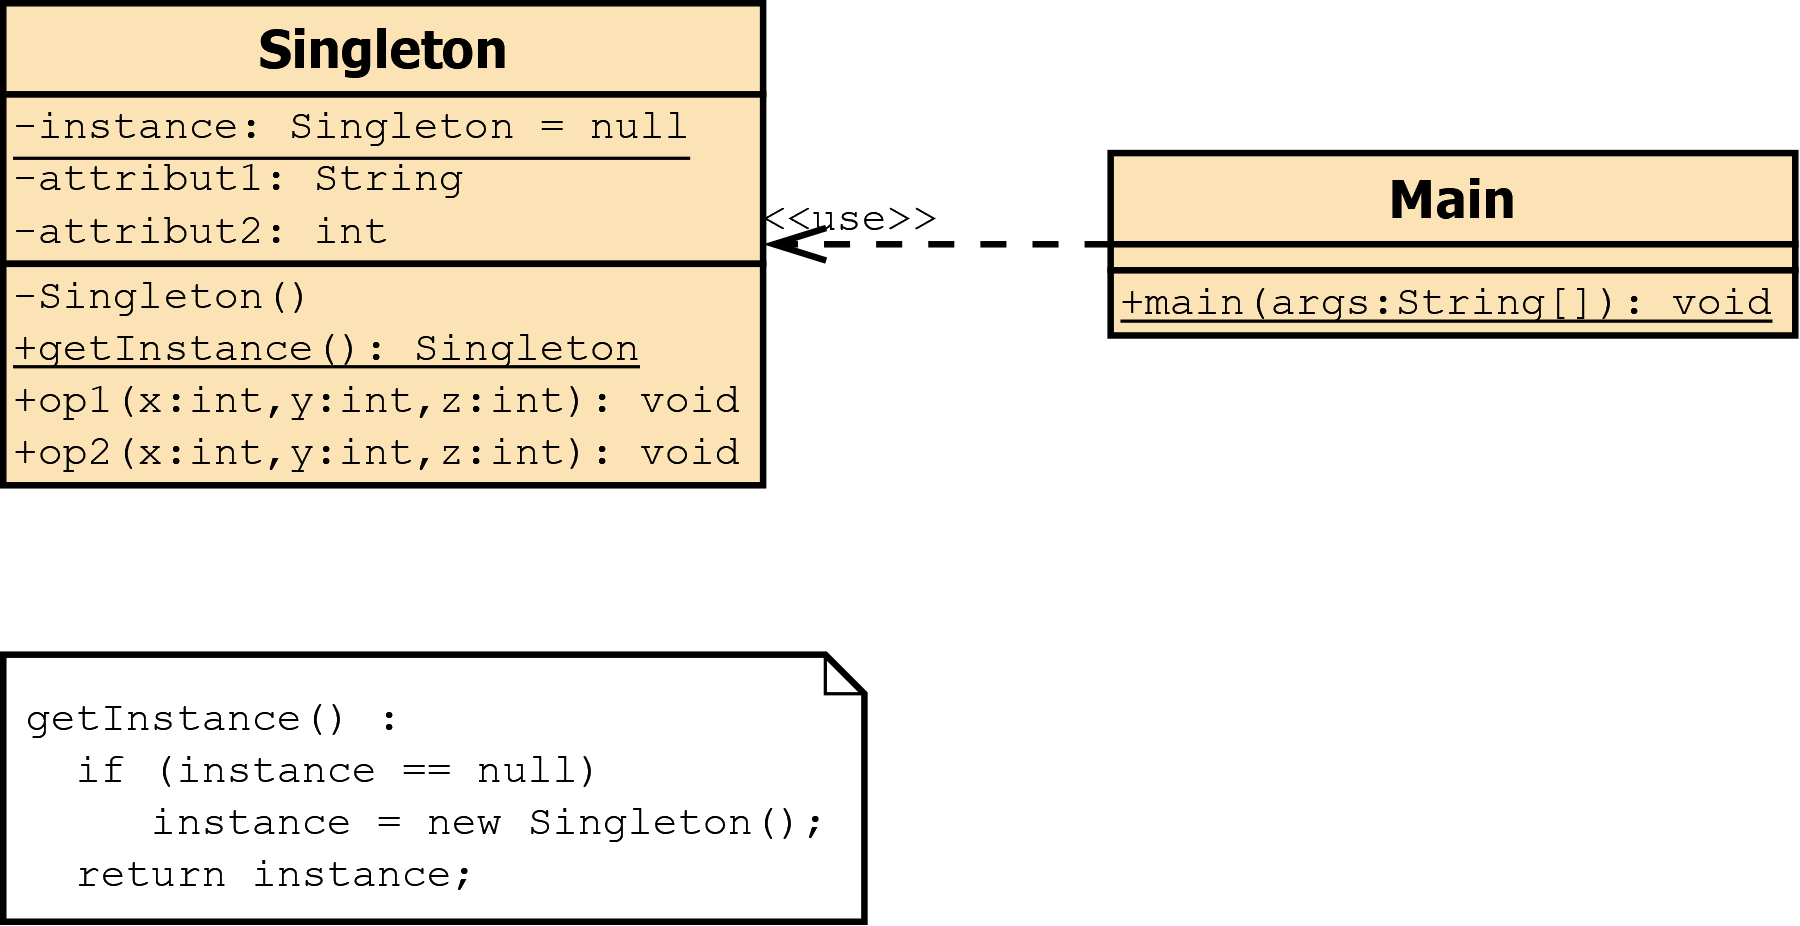 Singleton
-instance: Singleton = null
-attribut1: String
-attribut2: int
-Singleton()
+getInstance(): Singleton
+op1(x:int,y:int,z:int): void
+op2(x:int,y:int,z:int): void
<<use>>
Main
+main(args:String[]): void
getInstance() :
  if (instance == null)
     instance = new Singleton();
  return instance;